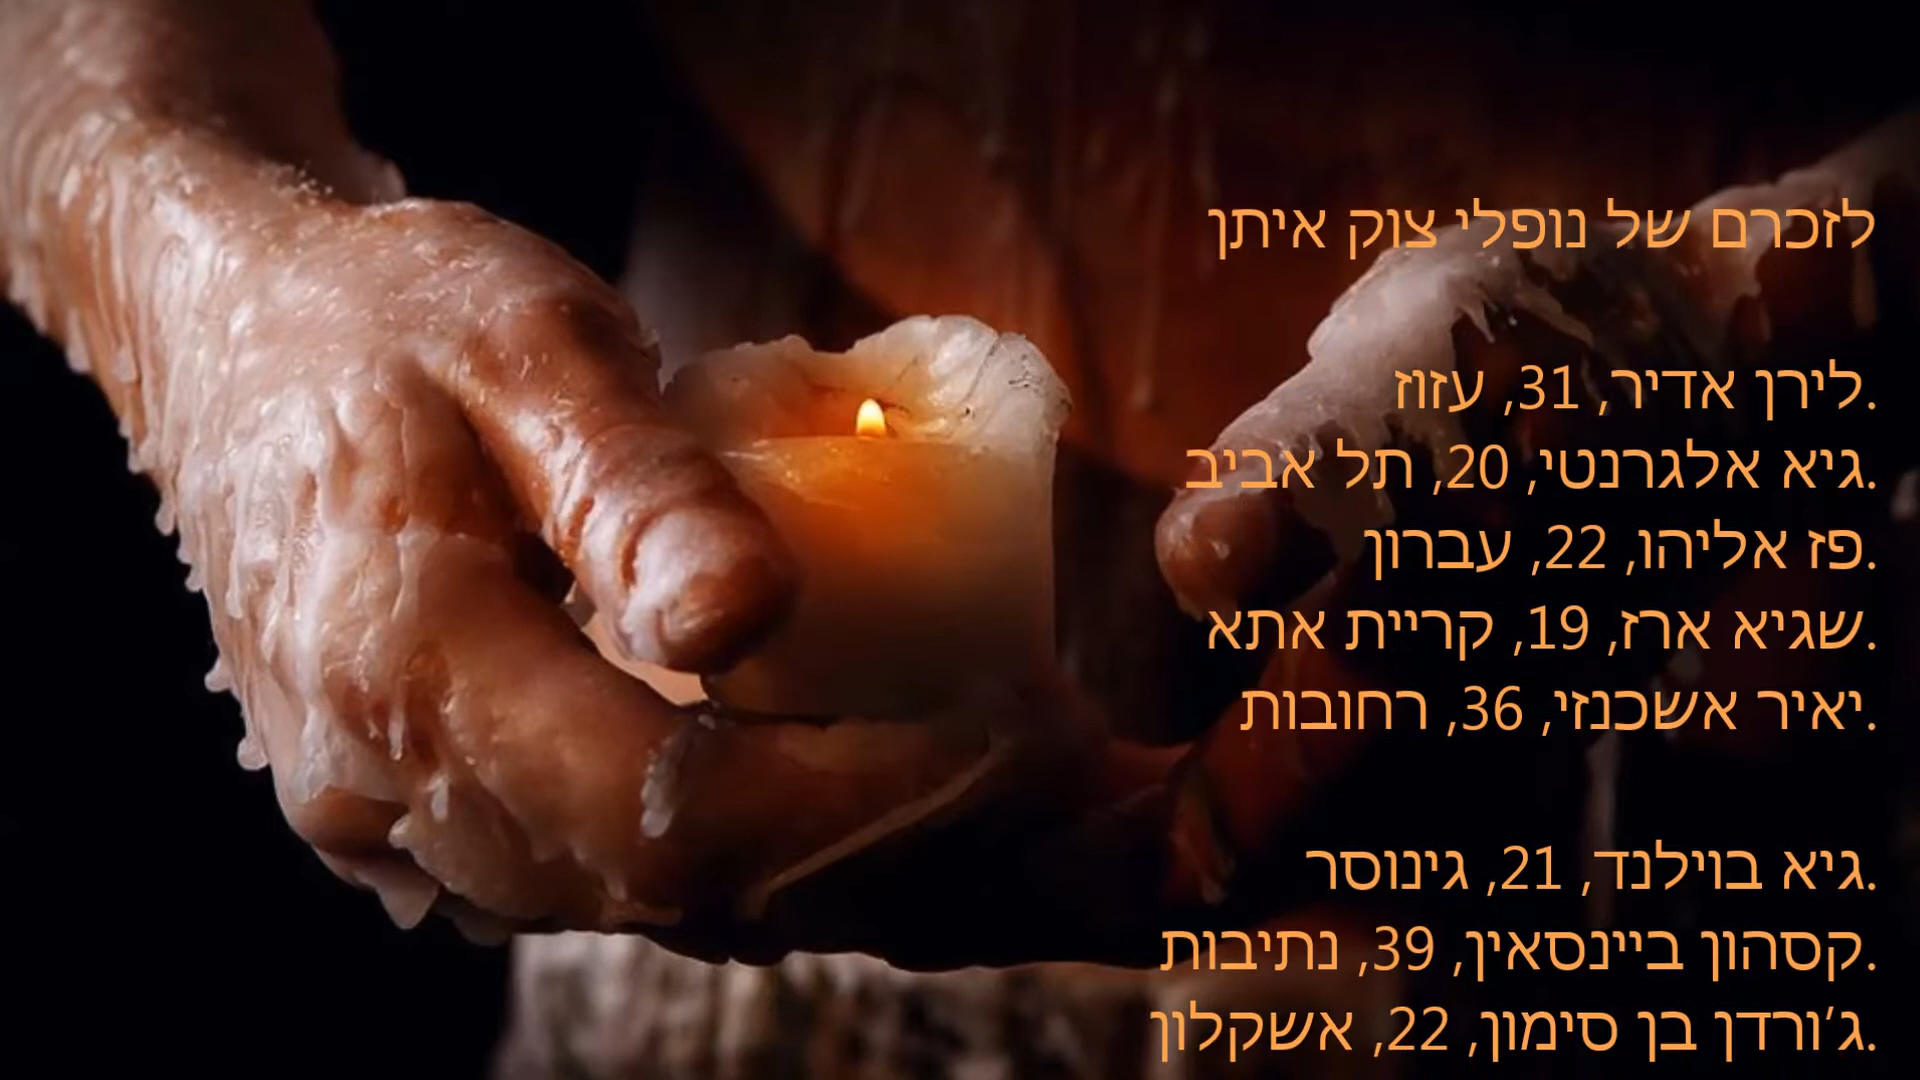 לזכרם של נופלי צוק איתן
.לירן אדיר, 31, עזוז
.גיא אלגרנטי, 20, תל אביב
.פז אליהו, 22, עברון
.שגיא ארז, 19, קריית אתא
.יאיר אשכנזי, 36, רחובות
.גיא בוילנד, 21, גינוסר
.קסהון ביינסאין, 39, נתיבות
.ג'ורדן בן סימון, 22, אשקלון